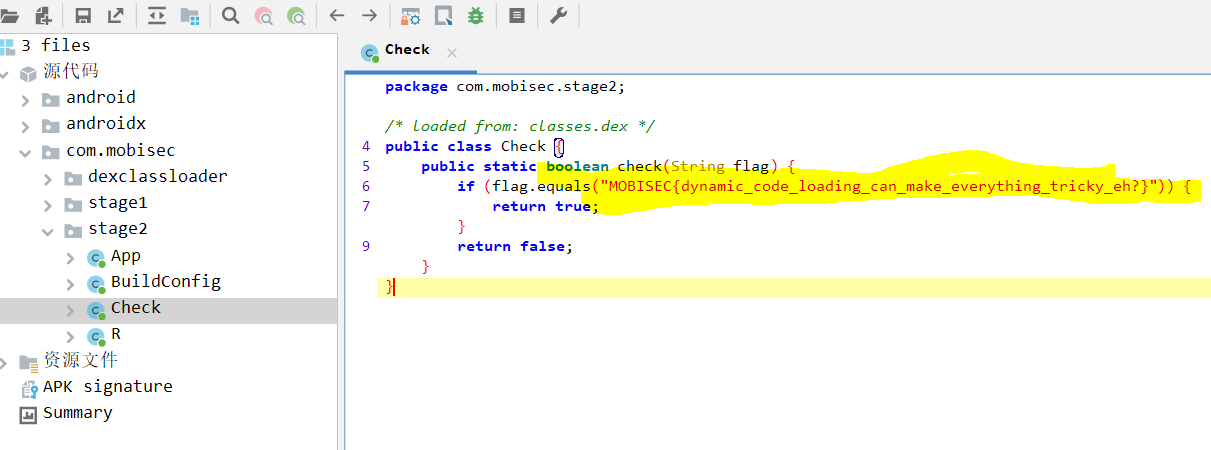 3 files
源代码
android
androidx
com.mobisec
dexclassloader
stage1
stage2
App
BuildConfig
Check
R
资源文件
APK signature
Summary
Check
package com.mobisec.stage2;
/* loaded from: classes.dex */
4 public class Check {
5 public static boolean check(String flag) {
6 if (flag.equals("MOBISEC{dynamic_code_loading_can_make_everything_tricky_eh?}")) {
7 return true;
}
9 return false;
}
}